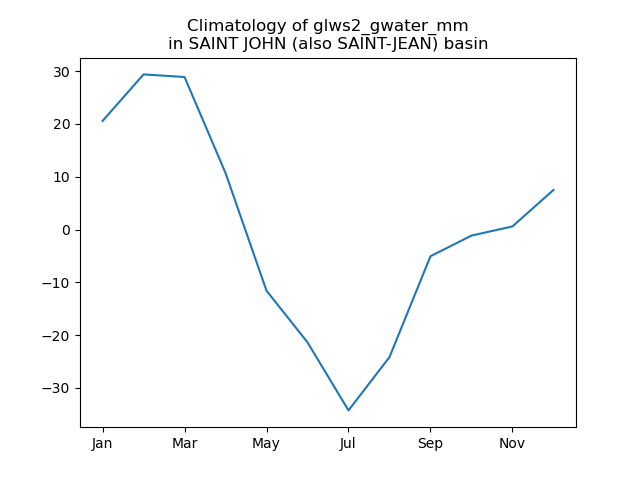 Climatology of glws2_gwater_mm
in SAINT JOHN (also SAINT-JEAN) basin
30
20
10
0
−10
−20
−30
Jan Mar May Jul Sep Nov